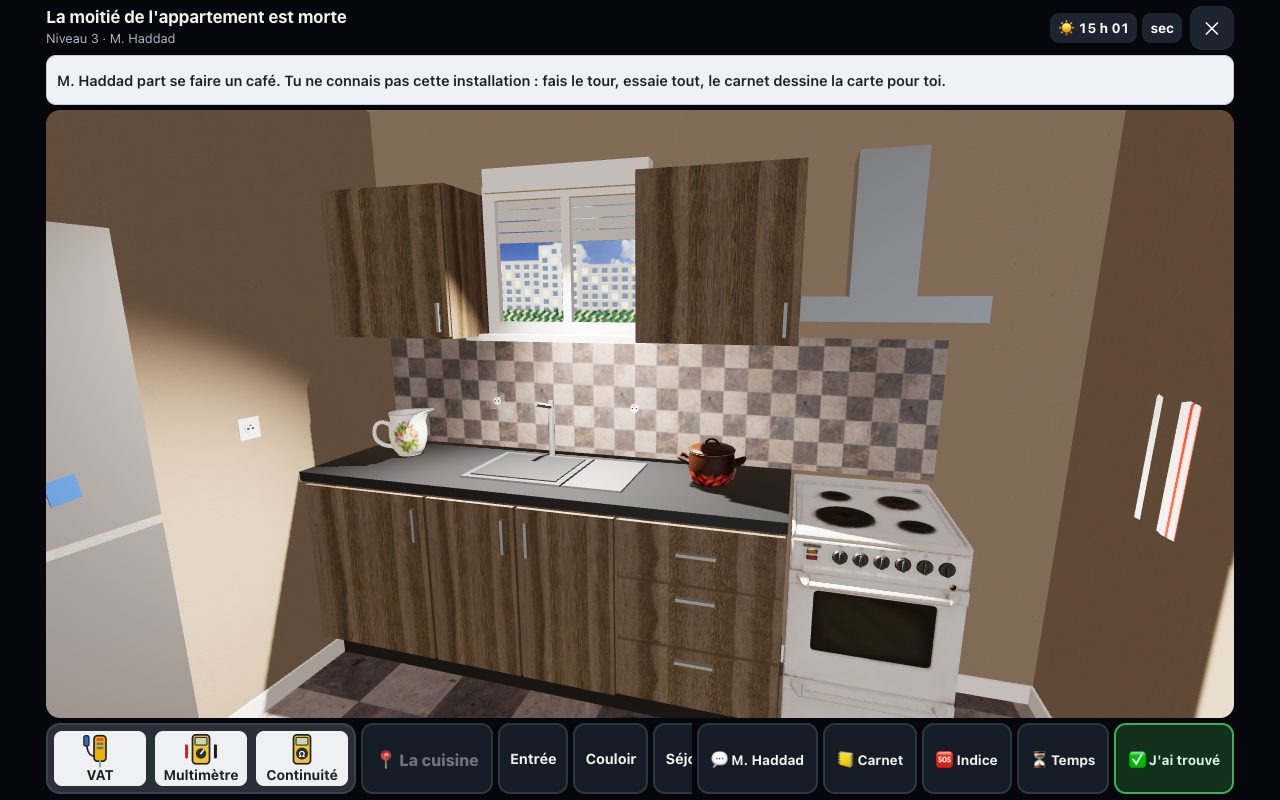 La moitié de l'appartement est morte
Niveau 3 · M. Haddad
15 h 01
sec
M. Haddad part se faire un café. Tu ne connais pas cette installation : fais le tour, essaie tout, le carnet dessine la carte pour toi.
VAT
Multimètre
Continuité
La cuisine
Entrée
Couloir
Séjo
M. Haddad
Carnet
SOS
Indice
Temps
J'ai trouvé